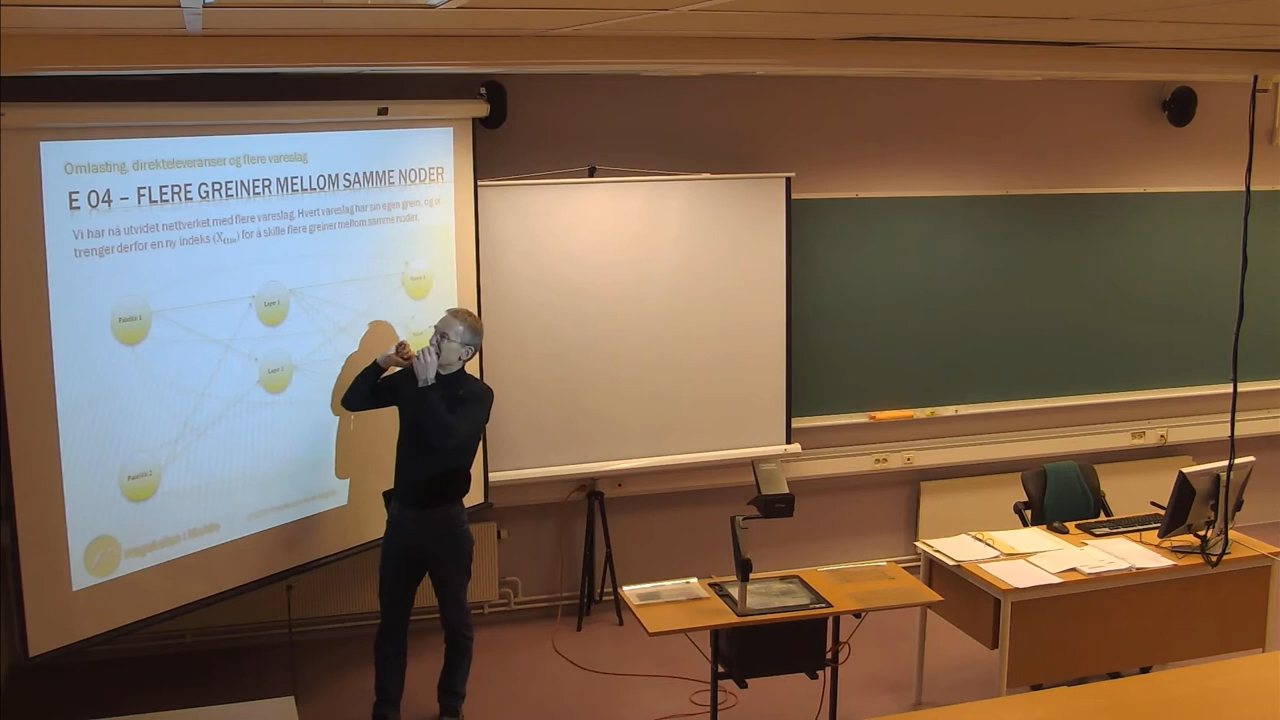 Omlasting, direkteleveranser og flere vareslag
E 04 – FLERE GREINER MELLOM SAMME NODER
Vi har nå utvidet nettverket med flere vareslag. Hvert vareslag har sin egen grein, og vi
trenger derfor en ny indeks for å skille flere greiner mellom samme noder.
Lager 1
Fabrikk 1
Lager 2
Fabrikk 2
Høgskolen i Molde